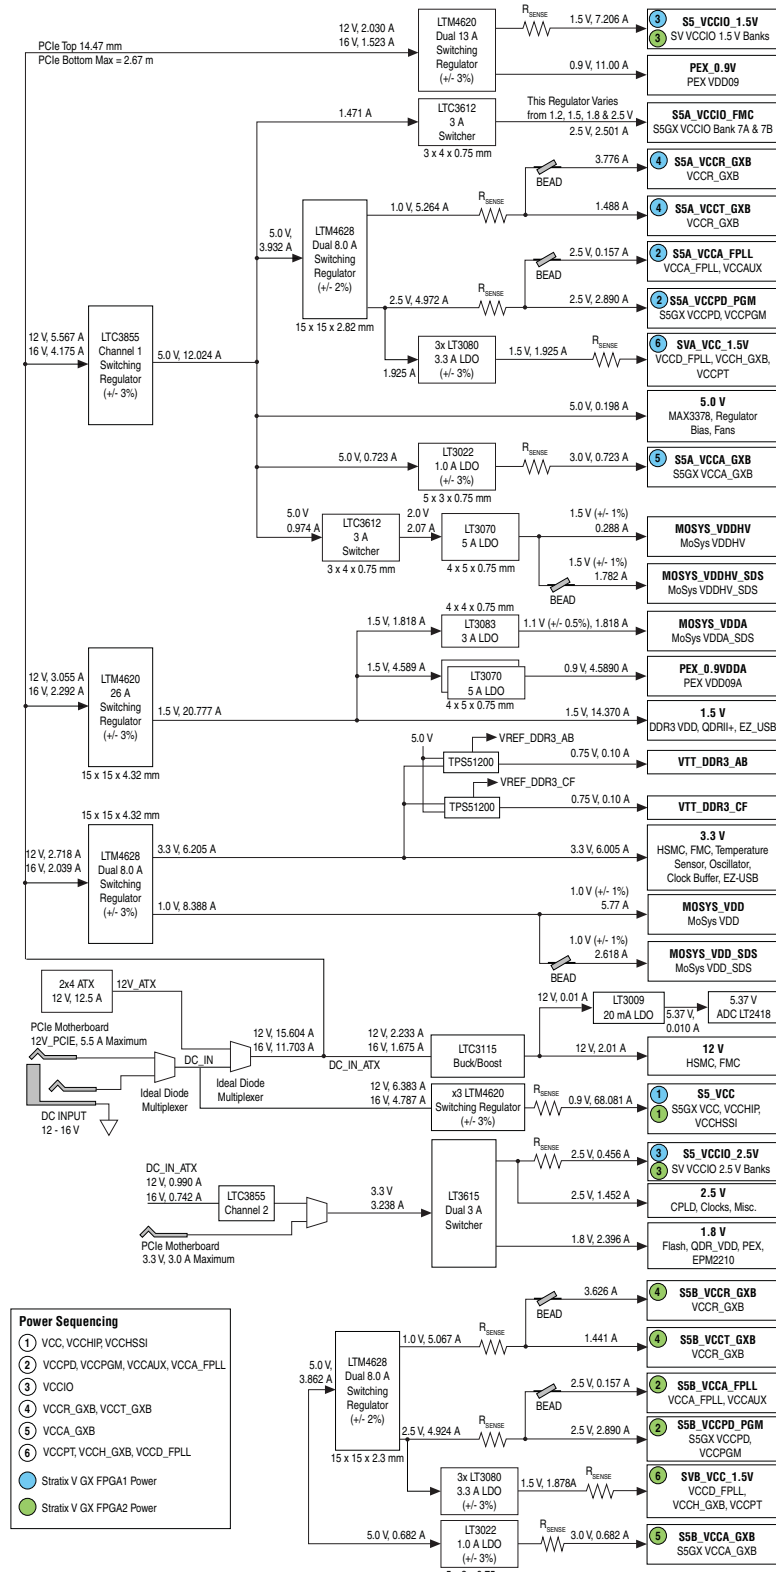 12 V, 2.030 A
16 V, 1.523 A
LTM4620
Dual 13 A
Switching
Regulator
(+/- 3%)
RSENSE
1.5 V, 7.206 A
3
3
S5_VCCIO_1.5V
SV VCCIO 1.5 V Banks
PCIe Top 14.47 mm
PCIe Bottom Max = 2.67 m
0.9 V, 11.00 A
PEX_0.9V
PEX VDD09
1.471 A
LTC3612
3 A
Switcher
3 x 4 x 0.75 mm
This Regulator Varies
from 1.2, 1.5, 1.8 & 2.5 V
2.5 V, 2.501 A
S5A_VCCIO_FMC
S5GX VCCIO Bank 7A & 7B
3.776 A
BEAD
4
S5A_VCCR_GXB
VCCR_GXB
5.0 V,
3.932 A
LTM4628
Dual 8.0 A
Switching
Regulator
(+/- 2%)
15 x 15 x 2.82 mm
1.0 V, 5.264 A
RSENSE
1.488 A
4
S5A_VCCT_GXB
VCCR_GXB
2.5 V, 0.157 A
BEAD
2
S5A_VCCA_FPLL
VCCA_FPLL, VCCAUX
2.5 V, 4.972 A
RSENSE
2.5 V, 2.890 A
2
S5A_VCCPD_PGM
S5GX VCCPD, VCCPGM
12 V, 5.567 A
16 V, 4.175 A
LTC3855
Channel 1
Switching
Regulator
(+/- 3%)
5.0 V, 12.024 A
1.925 A
3x LT3080
3.3 A LDO
(+/- 3%)
1.5 V, 1.925 A
RSENSE
6
SVA_VCC_1.5V
VCCD_FPLL, VCCH_GXB,
VCCPT
5.0 V, 0.198 A
5.0 V
MAX3378, Regulator
Bias, Fans
5.0 V, 0.723 A
LT3022
1.0 A LDO
(+/- 3%)
5 x 3 x 0.75 mm
RSENSE
3.0 V, 0.723 A
5
S5A_VCCA_GXB
S5GX VCCA_GXB
5.0 V
0.974 A
LTC3612
3 A
Switcher
3 x 4 x 0.75 mm
2.0 V
2.07 A
LT3070
5 A LDO
4 x 5 x 0.75 mm
1.5 V (+/- 1%)
0.288 A
MOSYS_VDDHV
MoSys VDDHV
1.5 V (+/- 1%)
1.782 A
BEAD
MOSYS_VDDHV_SDS
MoSys VDDHV_SDS
4 x 4 x 0.75 mm
1.5 V, 1.818 A
LT3083
3 A LDO
1.1 V (+/- 0.5%), 1.818 A
MOSYS_VDDA
MoSys VDDA_SDS
12 V, 3.055 A
16 V, 2.292 A
LTM4620
26 A
Switching
Regulator
(+/- 3%)
15 x 15 x 4.32 mm
1.5 V, 20.777 A
1.5 V, 4.589 A
LT3070
5 A LDO
4 x 5 x 0.75 mm
0.9 V, 4.5890 A
PEX_0.9VDDA
PEX VDD09A
1.5 V, 14.370 A
1.5 V
DDR3 VDD, QDRII+, EZ_USB
5.0 V
VREF_DDR3_AB
TPS51200
0.75 V, 0.10 A
VTT_DDR3_AB
VREF_DDR3_CF
TPS51200
0.75 V, 0.10 A
VTT_DDR3_CF
15 x 15 x 4.32 mm
12 V, 2.718 A
16 V, 2.039 A
LTM4628
Dual 8.0 A
Switching
Regulator
(+/- 3%)
3.3 V, 6.205 A
3.3 V, 6.005 A
3.3 V
HSMC, FMC, Temperature
Sensor, Oscillator,
Clock Buffer, EZ-USB
1.0 V, 8.388 A
1.0 V (+/- 1%)
5.77 A
MOSYS_VDD
MoSys VDD
1.0 V (+/- 1%)
2.618 A
BEAD
MOSYS_VDD_SDS
MoSys VDD_SDS
2x4 ATX
12 V, 12.5 A
12V_ATX
12 V, 0.01 A
LT3009
20 mA LDO
5.37 V,
0.010 A
5.37 V
ADC LT2418
PCIe Motherboard
12V_PCIE, 5.5 A Maximum
DC_IN
Ideal Diode
Multiplexer
Ideal Diode
Multiplexer
12 V, 15.604 A
16 V, 11.703 A
DC_IN_ATX
12 V, 2.233 A
16 V, 1.675 A
LTC3115
Buck/Boost
12 V, 2.01 A
12 V
HSMC, FMC
DC INPUT
12 - 16 V
12 V, 6.383 A
16 V, 4.787 A
x3 LTM4620
Switching Regulator
(+/- 3%)
RSENSE
0.9 V, 68.081 A
1
1
S5_VCC
S5GX VCC, VCCHIP,
VCCHSSI
DC_IN_ATX
12 V, 0.990 A
16 V, 0.742 A
LTC3855
Channel 2
3.3 V
3.238 A
LT3615
Dual 3 A
Switcher
RSENSE
2.5 V, 0.456 A
3
3
S5_VCCIO_2.5V
SV VCCIO 2.5 V Banks
2.5 V, 1.452 A
2.5 V
CPLD, Clocks, Misc.
PCIe Motherboard
3.3 V, 3.0 A Maximum
1.8 V, 2.396 A
1.8 V
Flash, QDR_VDD, PEX,
EPM2210
Power Sequencing
1 VCC, VCCHIP, VCCHSSI
2 VCCPD, VCCPGM, VCCAUX, VCCA_FPLL
3 VCCIO
4 VCCR_GXB, VCCT_GXB
5 VCCA_GXB
6 VCCPT, VCCH_GXB, VCCD_FPLL
Stratix V GX FPGA1 Power
Stratix V GX FPGA2 Power
3.626 A
BEAD
4
S5B_VCCR_GXB
VCCR_GXB
5.0 V,
3.862 A
LTM4628
Dual 8.0 A
Switching
Regulator
(+/- 2%)
15 x 15 x 2.3 mm
1.0 V, 5.067 A
RSENSE
1.441 A
4
S5B_VCCT_GXB
VCCR_GXB
2.5 V, 0.157 A
BEAD
2
S5B_VCCA_FPLL
VCCA_FPLL, VCCAUX
2.5 V, 4.924 A
RSENSE
2.5 V, 2.890 A
2
S5B_VCCPD_PGM
S5GX VCCPD,
VCCPGM
3x LT3080
3.3 A LDO
(+/- 3%)
1.5 V, 1.878A
RSENSE
6
SVB_VCC_1.5V
VCCD_FPLL,
VCCH_GXB, VCCPT
5.0 V, 0.682 A
LT3022
1.0 A LDO
(+/- 3%)
RSENSE
3.0 V, 0.682 A
5
S5B_VCCA_GXB
S5GX VCCA_GXB